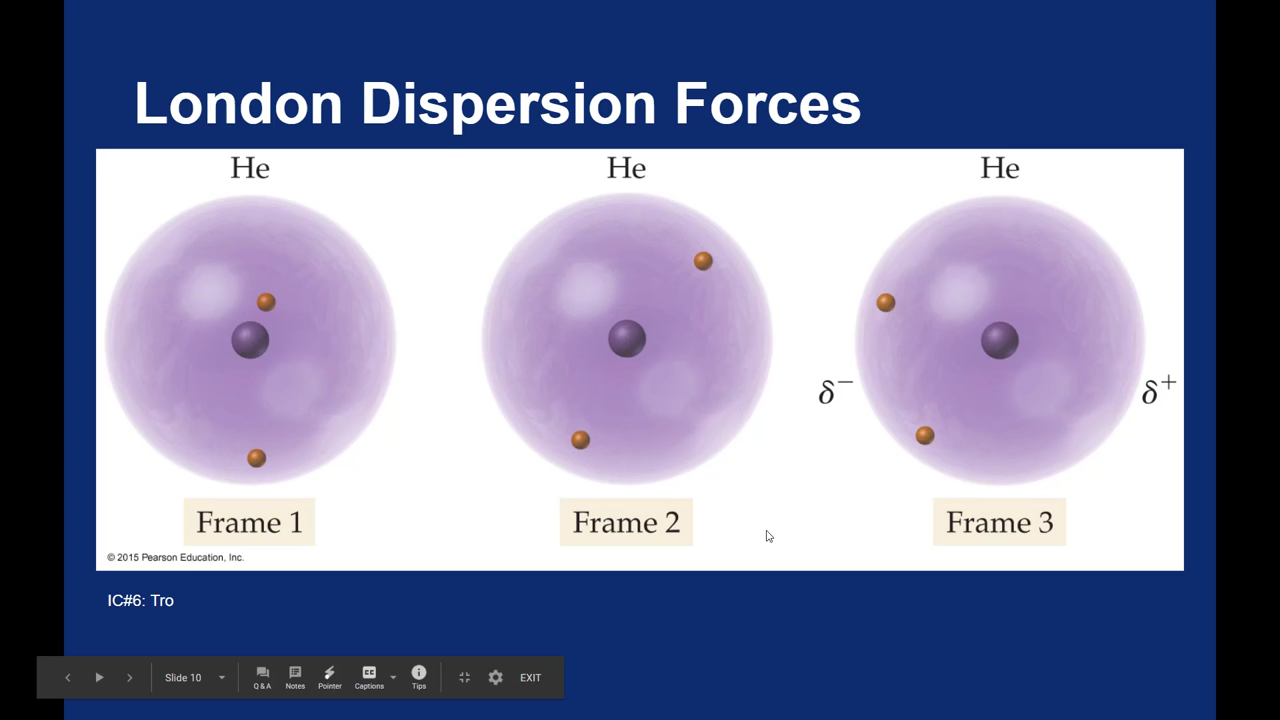 London Dispersion Forces
He
He
He
δ− 
δ+
Frame 1
Frame 2
Frame 3
© 2015 Pearson Education, Inc.
IC#6: Tro
Slide 10
Q & A
Notes
Pointer
CC
Captions
Tips
EXIT